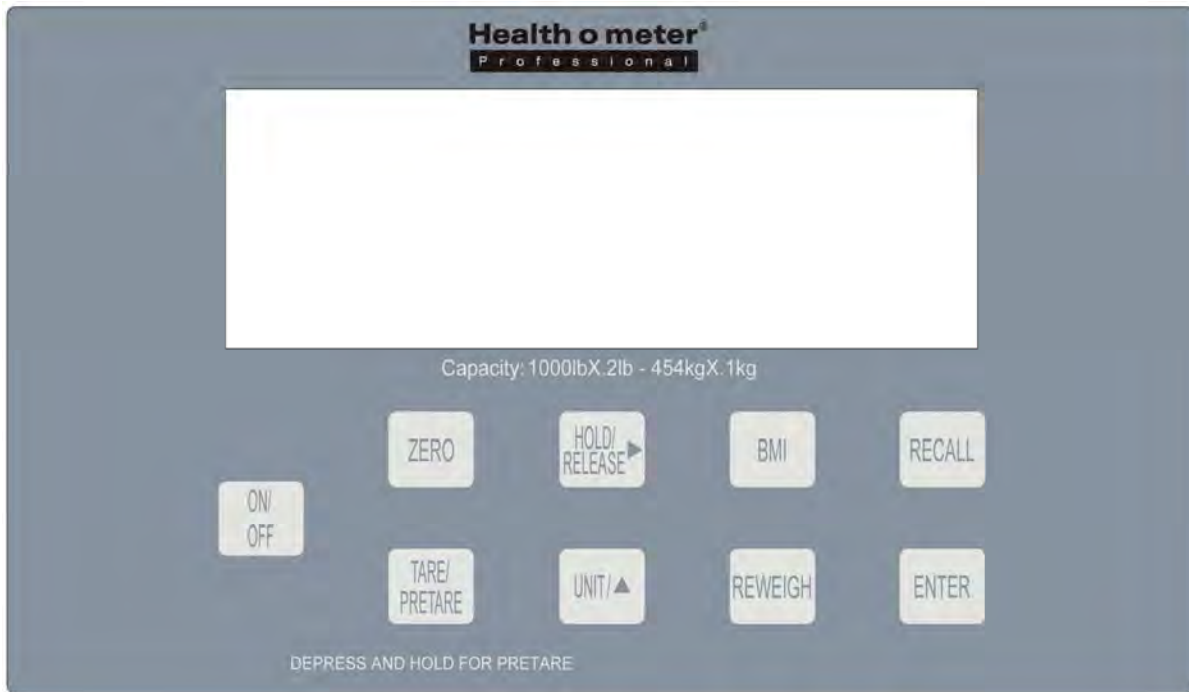 Health o meter®
Professional
Capacity: 1000lbX.2lb - 454kgX.1kg
ZERO
HOLD/
RELEASE ▶
BMI
RECALL
ON/
OFF
TARE/
PRETARE
UNIT/▲
REWEIGH
ENTER
DEPRESS AND HOLD FOR PRETARE